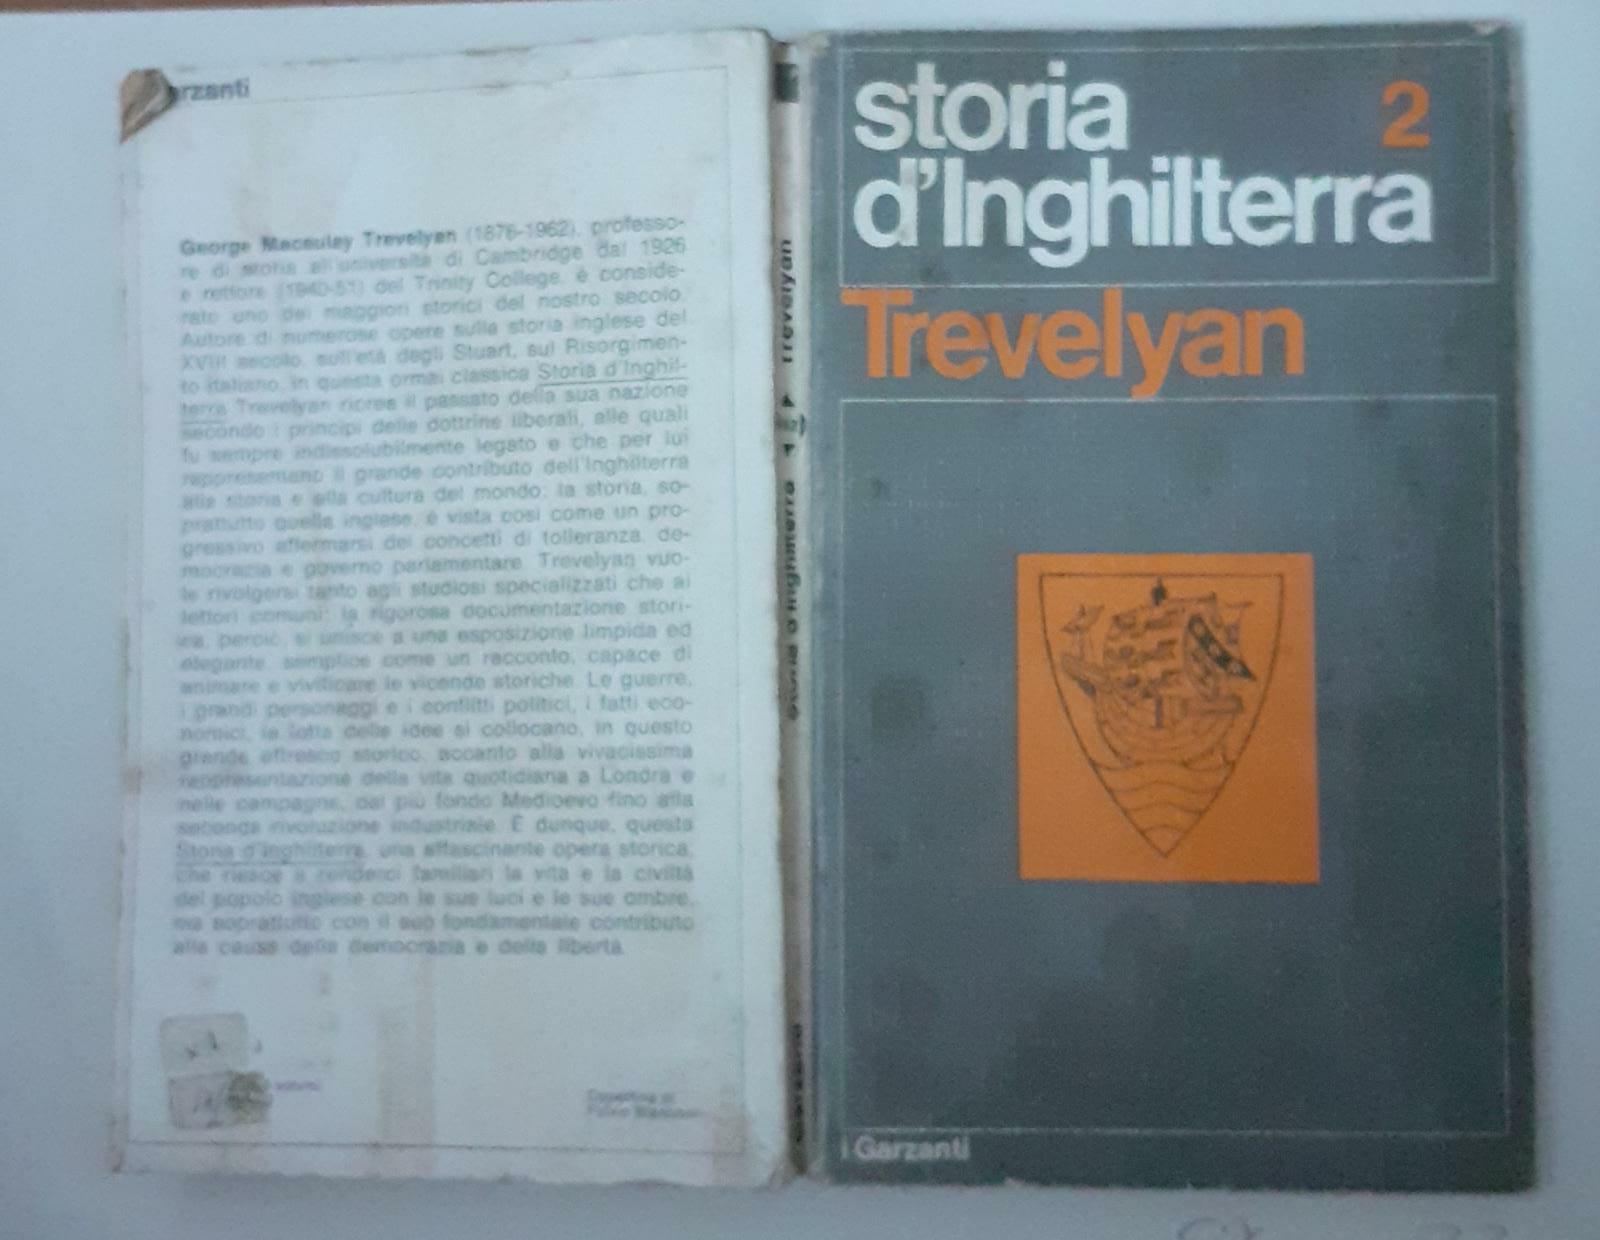 rzanti
George Macaulay Trevelyan (1876-1962), professo-
re di storia all'università di Cambridge dal 1926
e rettore (1940-51) del Trinity College, è conside-
rato uno dei maggiori storici del nostro secolo.
Autore di numerose opere sulla storia inglese del
XVIII secolo, sull'età degli Stuart, sul Risorgimen-
to italiano, in questa ormai classica Storia d'Inghil-
terra Trevelyan ricrea il passato della sua nazione
secondo i principi delle dottrine liberali, alle quali
fu sempre indissolubilmente legato e che per lui
rappresentano il grande contributo dell'Inghilterra
alla storia e alla cultura del mondo: la storia, so-
prattutto quella inglese, è vista così come un pro-
gressivo affermarsi dei concetti di tolleranza, de-
mocrazia e governo parlamentare. Trevelyan vuo-
le rivolgersi tanto agli studiosi specializzati che ai
lettori comuni: la rigorosa documentazione stori-
ca, perciò, si unisce a una esposizione limpida ed
elegante, semplice come un racconto, capace di
animare e vivificare le vicende storiche. Le guerre,
i grandi personaggi e i conflitti politici, i fatti eco-
nomici, la lotta delle idee si collocano, in questo
grande affresco storico, accanto alla vivacissima
rappresentazione della vita quotidiana a Londra e
nelle campagne, dal più fondo Medioevo fino alla
seconda rivoluzione industriale. È dunque, questa
Storia d'Inghilterra, una affascinante opera storica,
che riesce a renderci familiari la vita e la civiltà
del popolo inglese con le sue luci e le sue ombre,
ma soprattutto con il suo fondamentale contributo
alla causa della democrazia e della libertà.
Copertina di
Trevelyan
storia d'Inghilterra
Garzanti
storia 2
d'Inghilterra
Trevelyan
i Garzanti